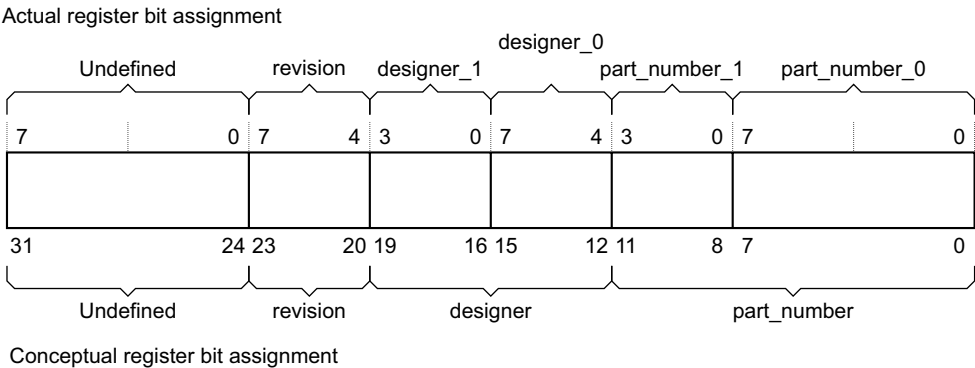 Actual register bit assignment
designer_0
Undefined revision designer_1 part_number_1 part_number_0
7 0 7 4 3 0 7 4 3 0 7 0
31 24 23 20 19 16 15 12 11 8 7 0
Undefined revision designer part_number
Conceptual register bit assignment